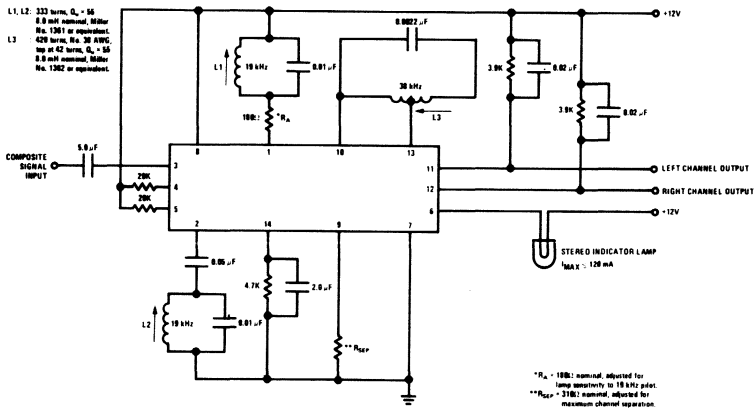 L1, L2: 333 turns, Qu = 55
8.0 mH nominal, Miller
No. 1361 or equivalent.
L3 : 420 turns, No. 38 AWG,
tap at 42 turns, Qu = 55
8.0 mH nominal, Miller
No. 1362 or equivalent.
+12V
0.0022 μF
L1
19 kHz
0.01 μF
38 kHz
L3
3.9K
0.02 μF
3.9K
0.02 μF
180Ω
*RA
5.0 μF
COMPOSITE
SIGNAL
INPUT
8
1
10
13
3
11
LEFT CHANNEL OUTPUT
20K
4
12
RIGHT CHANNEL OUTPUT
20K
5
6
+12V
2
14
9
7
STEREO INDICATOR LAMP
IMAX ≈ 120 mA
0.05 μF
4.7K
2.0 μF
L2
19 kHz
0.01 μF
**RSEP
*RA - 180Ω nominal, adjusted for
lamp sensitivity to 19 kHz pilot.
**RSEP - 310Ω nominal, adjusted for
maximum channel separation.